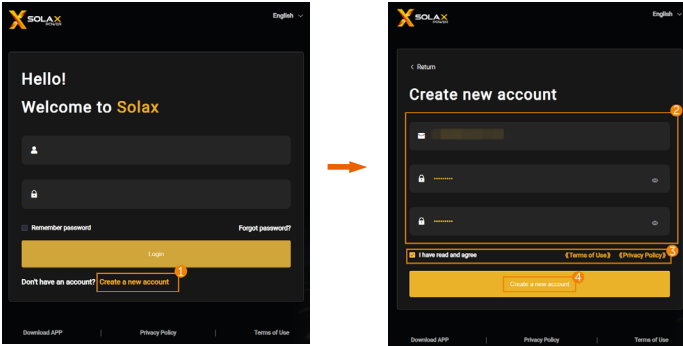 SOLAX
POWER
English
Hello!
Welcome to Solax
Remember password
Forgot password?
Login
1
Don't have an account? Create a new account
Download APP | Privacy Policy | Terms of Use
SOLAX
POWER
English
< Return
Create new account
2
3
I have read and agree 《Terms of Use》 《Privacy Policy》
4
Create a new account
Download APP | Privacy Policy | Terms of Use